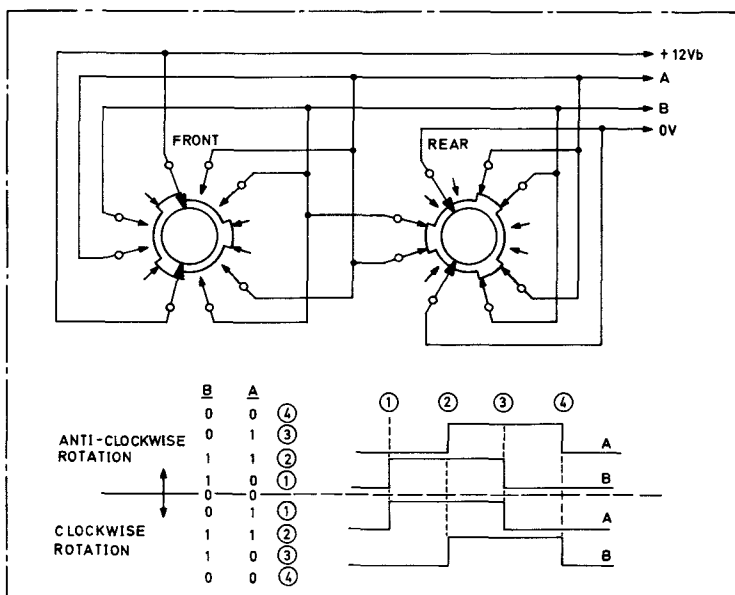 +12Vb
A
B
0V
FRONT
REAR
B A
0 0 ④
0 1 ③
1 1 ②
1 0 ①
0 0
0 1 ①
1 1 ②
1 0 ③
0 0 ④
ANTI-CLOCKWISE
ROTATION
CLOCKWISE
ROTATION
① ② ③ ④
A
B
A
B